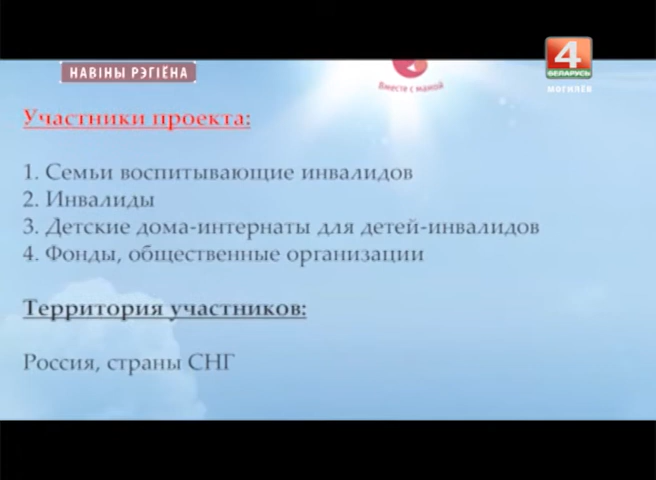 НАВІНЫ РЭГІЁНА
4
БЕЛАРУСЬ
МОГИЛЁВ
Вместе с мамой
Участники проекта:
1. Семьи воспитывающие инвалидов
2. Инвалиды
3. Детские дома-интернаты для детей-инвалидов
4. Фонды, общественные организации
Территория участников:
Россия, страны СНГ